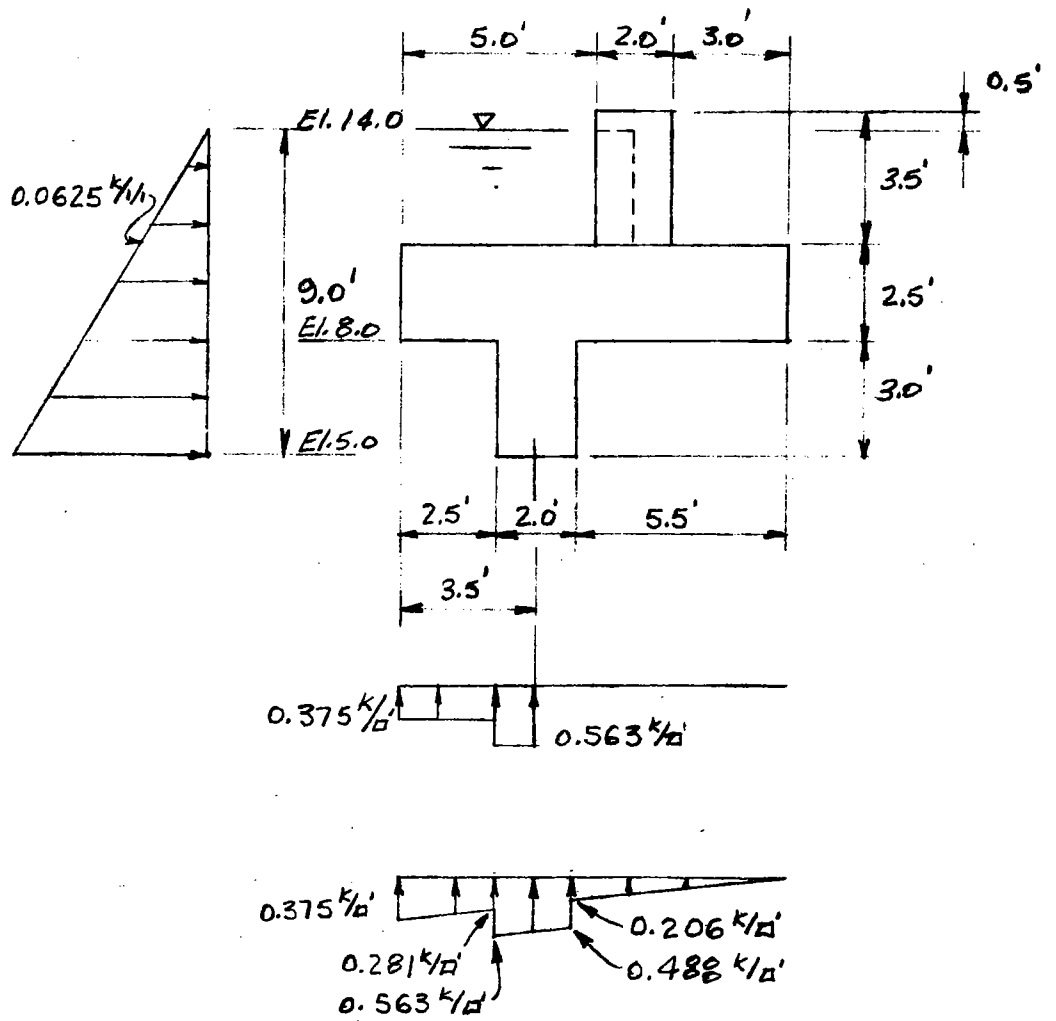 5.0' 2.0' 3.0'
0.5'
El. 14.0
0.0625 k/'/'
3.5'
9.0'
2.5'
El. 8.0
3.0'
El. 5.0
2.5' 2.0' 5.5'
3.5'
0.375 k/□'
0.563 k/□'
0.375 k/□'
0.206 k/□'
0.281 k/□'
0.488 k/□'
0.563 k/□'